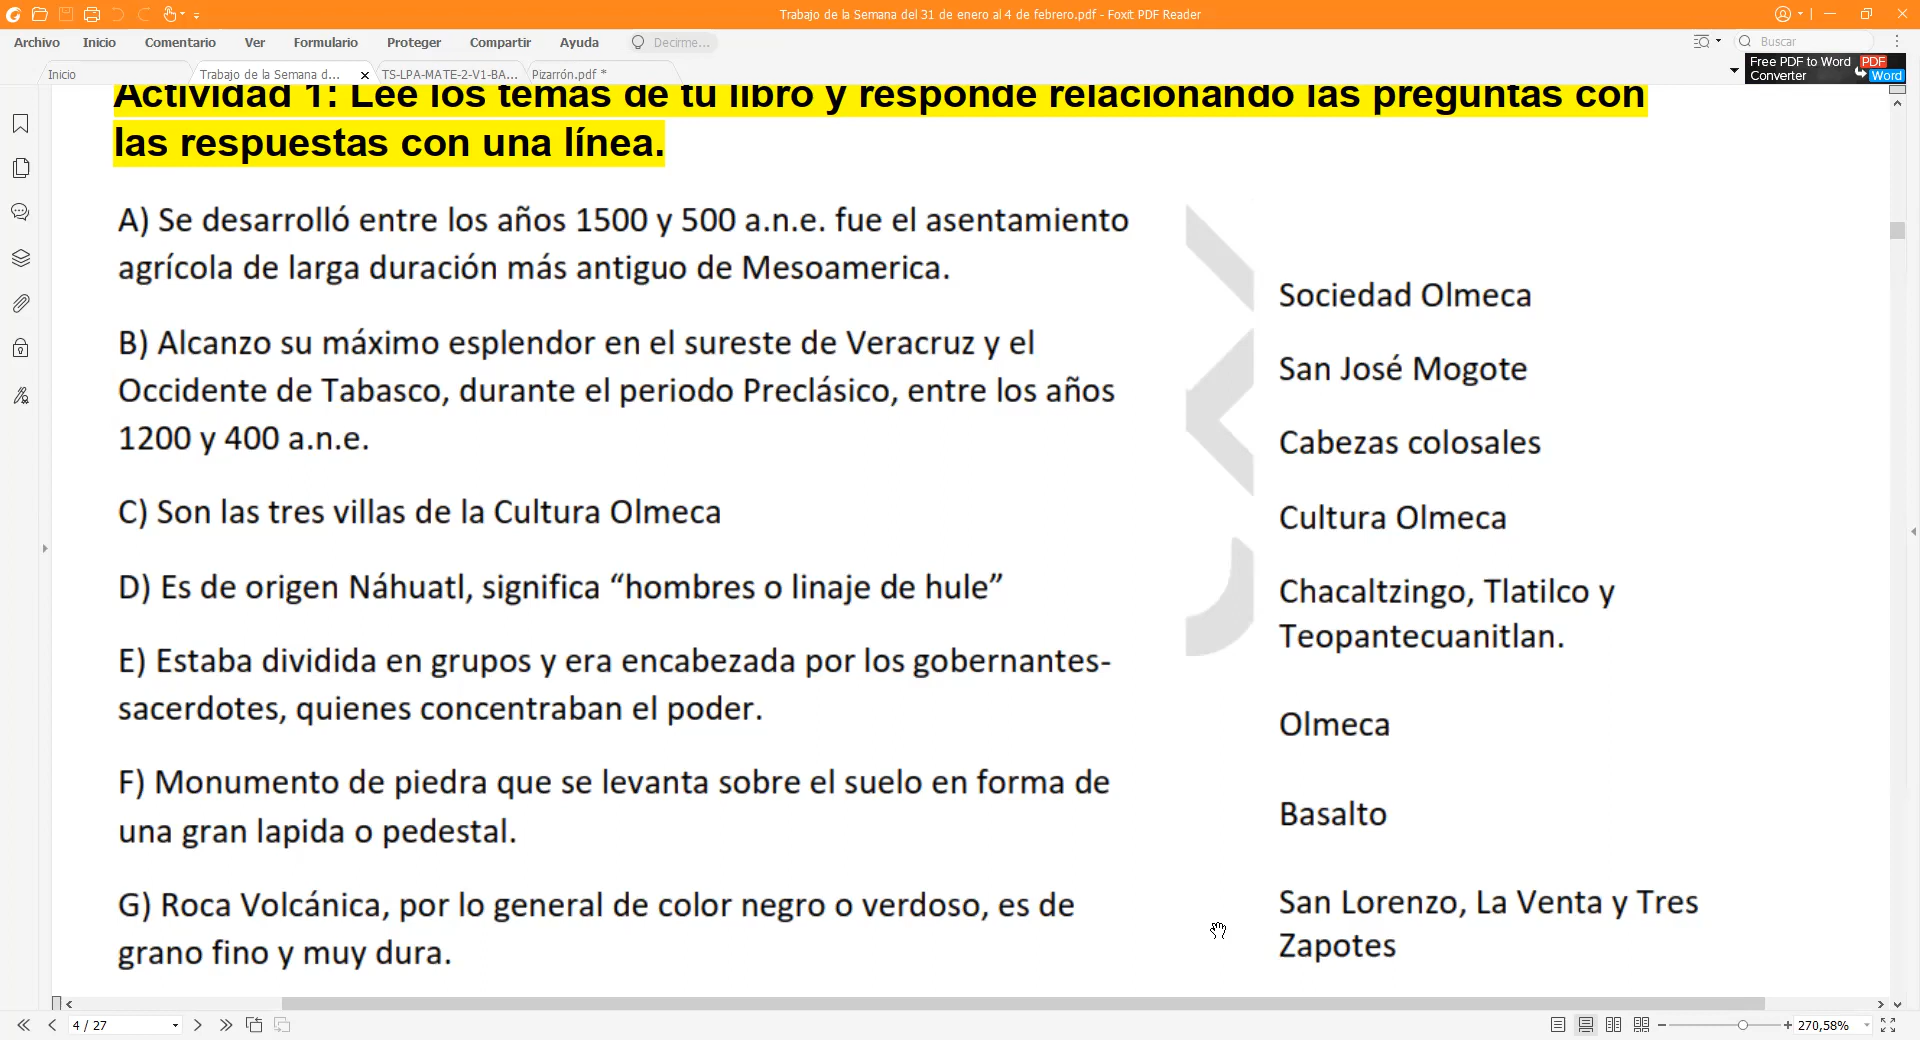 Trabajo de la Semana del 31 de enero al 4 de febrero.pdf - Foxit PDF Reader
Archivo Inicio Comentario Ver Formulario Proteger Compartir Ayuda Decirme... Buscar
Free PDF to Word Converter PDF Word
Inicio Trabajo de la Semana d... TS-LPA-MATE-2-V1-BA... Pizarrón.pdf *
Actividad 1: Lee los temas de tu libro y responde relacionando las preguntas con
las respuestas con una línea.
A) Se desarrolló entre los años 1500 y 500 a.n.e. fue el asentamiento
agrícola de larga duración más antiguo de Mesoamerica.
B) Alcanzo su máximo esplendor en el sureste de Veracruz y el
Occidente de Tabasco, durante el periodo Preclásico, entre los años
1200 y 400 a.n.e.
C) Son las tres villas de la Cultura Olmeca
D) Es de origen Náhuatl, significa “hombres o linaje de hule”
E) Estaba dividida en grupos y era encabezada por los gobernantes-
sacerdotes, quienes concentraban el poder.
F) Monumento de piedra que se levanta sobre el suelo en forma de
una gran lapida o pedestal.
G) Roca Volcánica, por lo general de color negro o verdoso, es de
grano fino y muy dura.
Sociedad Olmeca
San José Mogote
Cabezas colosales
Cultura Olmeca
Chacaltzingo, Tlatilco y
Teopantecuanitlan.
Olmeca
Basalto
San Lorenzo, La Venta y Tres
Zapotes
4 / 27
270,58%